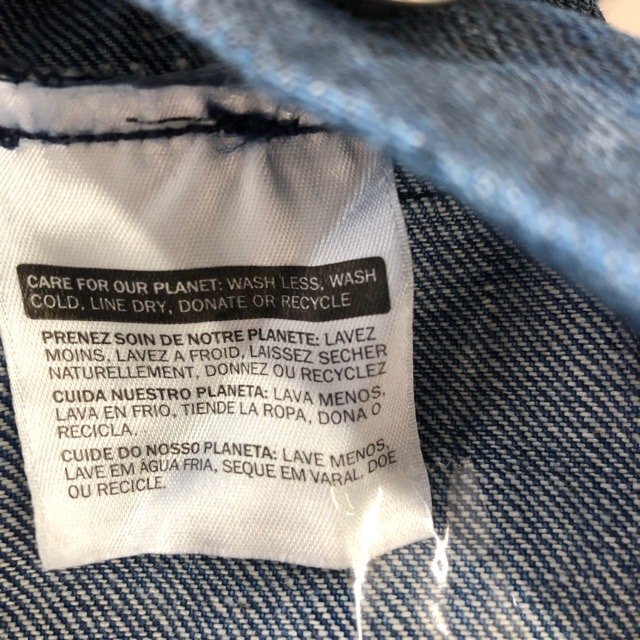 CARE FOR OUR PLANET: WASH LESS, WASH
COLD, LINE DRY, DONATE OR RECYCLE
PRENEZ SOIN DE NOTRE PLANETE: LAVEZ
MOINS, LAVEZ A FROID, LAISSEZ SECHER
NATURELLEMENT, DONNEZ OU RECYCLEZ
CUIDA NUESTRO PLANETA: LAVA MENOS,
LAVA EN FRIO, TIENDE LA ROPA, DONA O
RECICLA.
CUIDE DO NOSSO PLANETA: LAVE MENOS,
LAVE EM ÁGUA FRIA, SEQUE EM VARAL, DOE
OU RECICLE.